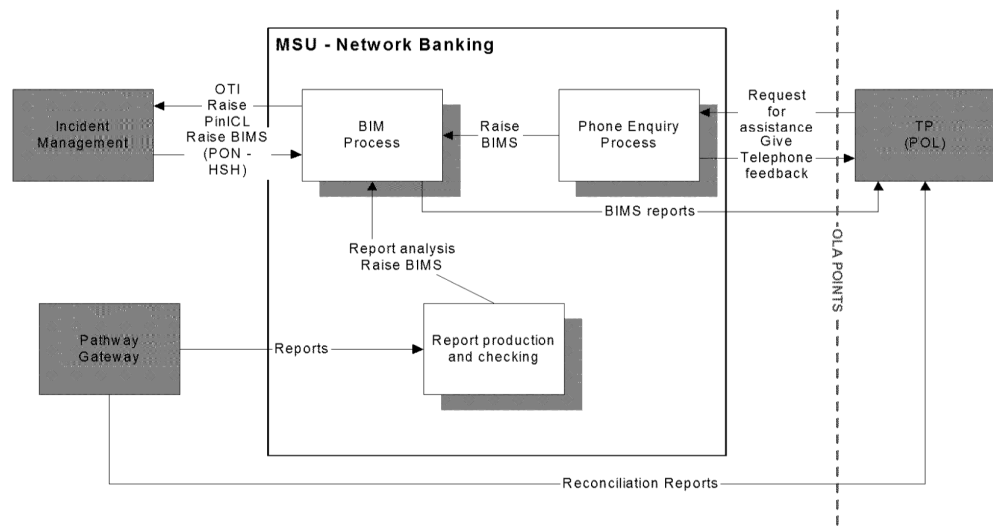 MSU - Network Banking
OTI
Raise
PinICL
Raise BIMS
(PON -
HSH)
Incident
Management
BIM
Process
Raise
BIMS
Phone Enquiry
Process
Request
for
assistance
Give
Telephone
feedback
TP
(POL)
BIMS reports
OLA POINTS
Report analysis
Raise BIMS
Pathway
Gateway
Reports
Report production
and checking
Reconciliation Reports